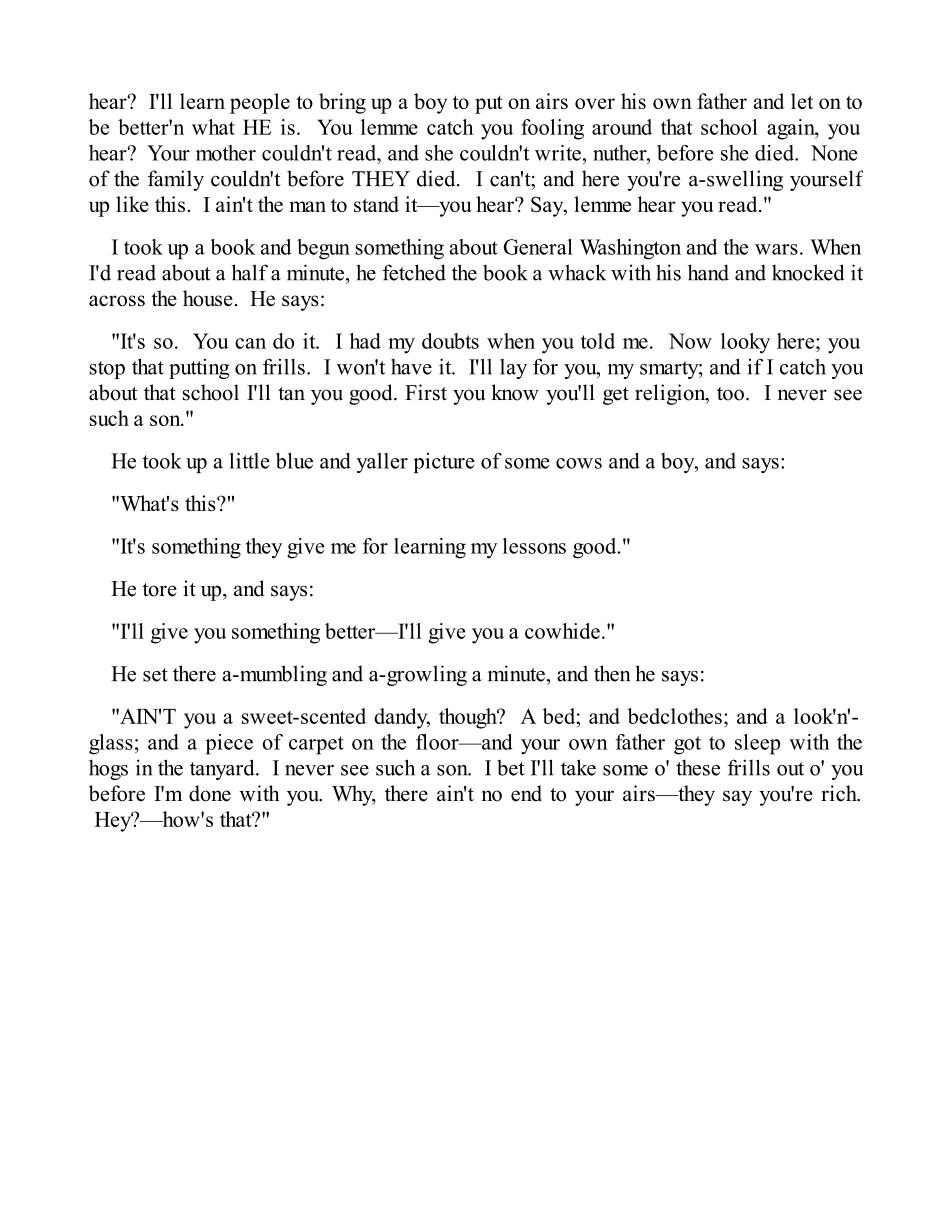 hear?  I'll learn people to bring up a boy to put on airs over his own father and let on to
be better'n what HE is.  You lemme catch you fooling around that school again, you
hear?  Your mother couldn't read, and she couldn't write, nuther, before she died.  None
of the family couldn't before THEY died.  I can't; and here you're a-swelling yourself
up like this.  I ain't the man to stand it—you hear? Say, lemme hear you read."
I took up a book and begun something about General Washington and the wars. When
I'd read about a half a minute, he fetched the book a whack with his hand and knocked it
across the house.  He says:
"It's so.  You can do it.  I had my doubts when you told me.  Now looky here; you
stop that putting on frills.  I won't have it.  I'll lay for you, my smarty; and if I catch you
about that school I'll tan you good. First you know you'll get religion, too.  I never see
such a son."
He took up a little blue and yaller picture of some cows and a boy, and says:
"What's this?"
"It's something they give me for learning my lessons good."
He tore it up, and says:
"I'll give you something better—I'll give you a cowhide."
He set there a-mumbling and a-growling a minute, and then he says:
"AIN'T you a sweet-scented dandy, though?  A bed; and bedclothes; and a look'n'-
glass; and a piece of carpet on the floor—and your own father got to sleep with the
hogs in the tanyard.  I never see such a son.  I bet I'll take some o' these frills out o' you
before I'm done with you. Why, there ain't no end to your airs—they say you're rich.
Hey?—how's that?"